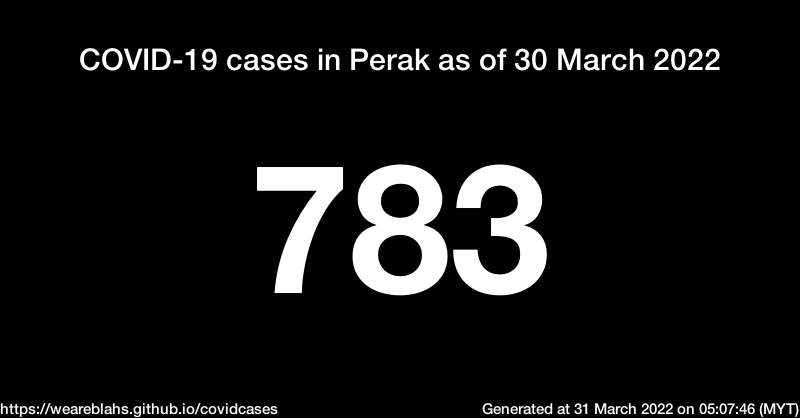 COVID-19 cases in Perak as of 30 March 2022
783
https://weareblahs.github.io/covidcases
Generated at 31 March 2022 on 05:07:46 (MYT)